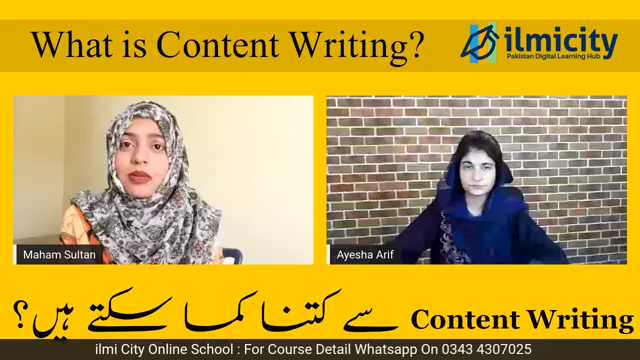 What is Content Writing?
ilmicity
Pakistan Digital Learning Hub
Maham Sultan
Ayesha Arif
Content Writing سے کتنا کما سکتے ہیں؟
ilmi City Online School : For Course Detail Whatsapp On 0343 4307025